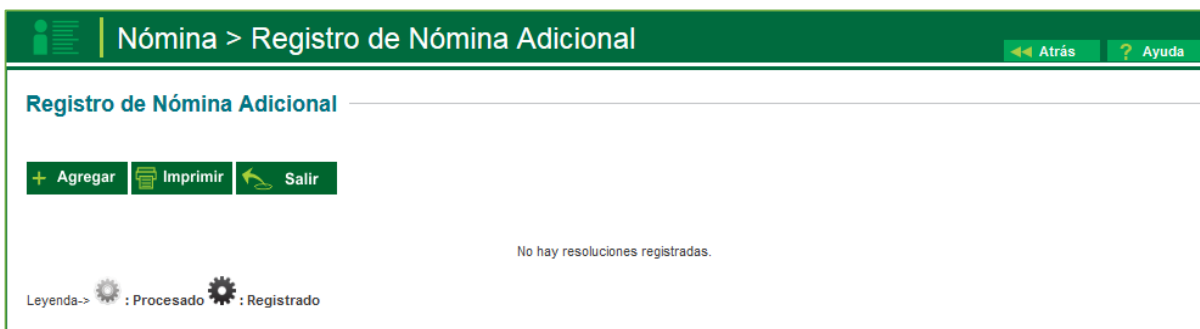 Nómina > Registro de Nómina Adicional
Atrás ? Ayuda
Registro de Nómina Adicional
+ Agregar Imprimir Salir
No hay resoluciones registradas.
Leyenda-> : Procesado : Registrado